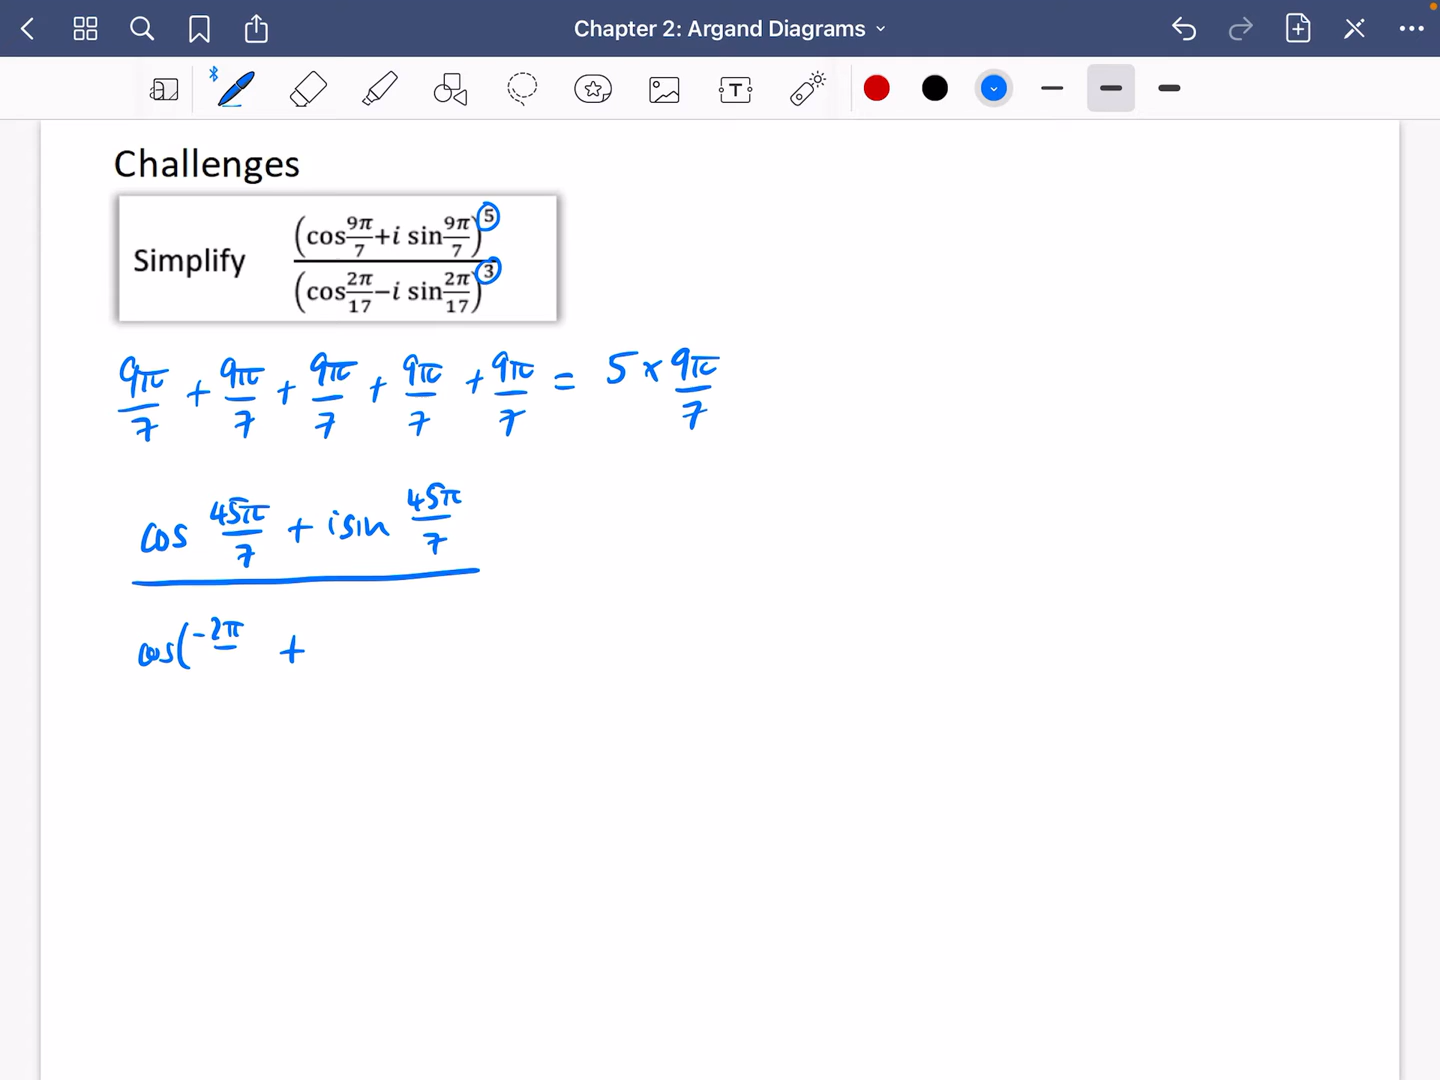 Chapter 2: Argand Diagrams
Challenges
Simplify (cos 9π/7 + i sin 9π/7)^5 / (cos 2π/17 − i sin 2π/17)^3
9π/7 + 9π/7 + 9π/7 + 9π/7 + 9π/7 = 5 × 9π/7
cos 45π/7 + i sin 45π/7
cos(-2π +